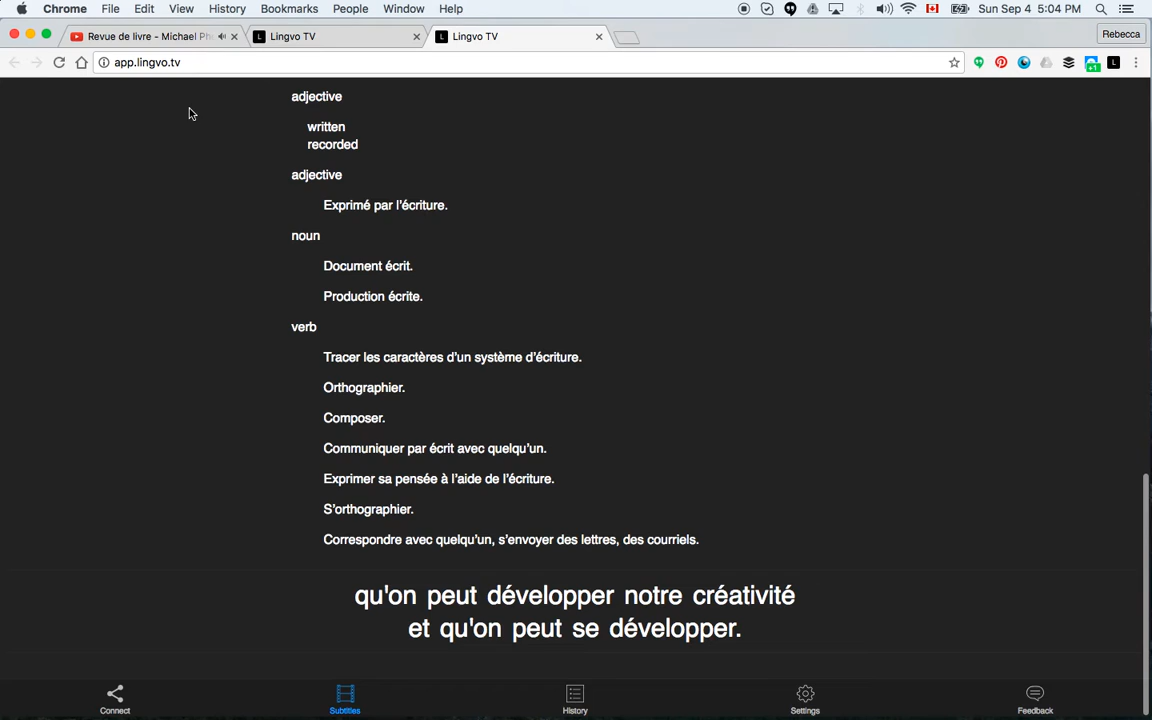 Chrome File Edit View History Bookmarks People Window Help Sun Sep 4 5:04 PM
Revue de livre - Michael Ph Lingvo TV Lingvo TV Rebecca
app.lingvo.tv +1 L
adjective
written
recorded
adjective
Exprimé par l'écriture.
noun
Document écrit.
Production écrite.
verb
Tracer les caractères d'un système d'écriture.
Orthographier.
Composer.
Communiquer par écrit avec quelqu'un.
Exprimer sa pensée à l'aide de l'écriture.
S'orthographier.
Correspondre avec quelqu'un, s'envoyer des lettres, des courriels.
qu'on peut développer notre créativité
et qu'on peut se développer.
Connect Subtitles History Settings Feedback